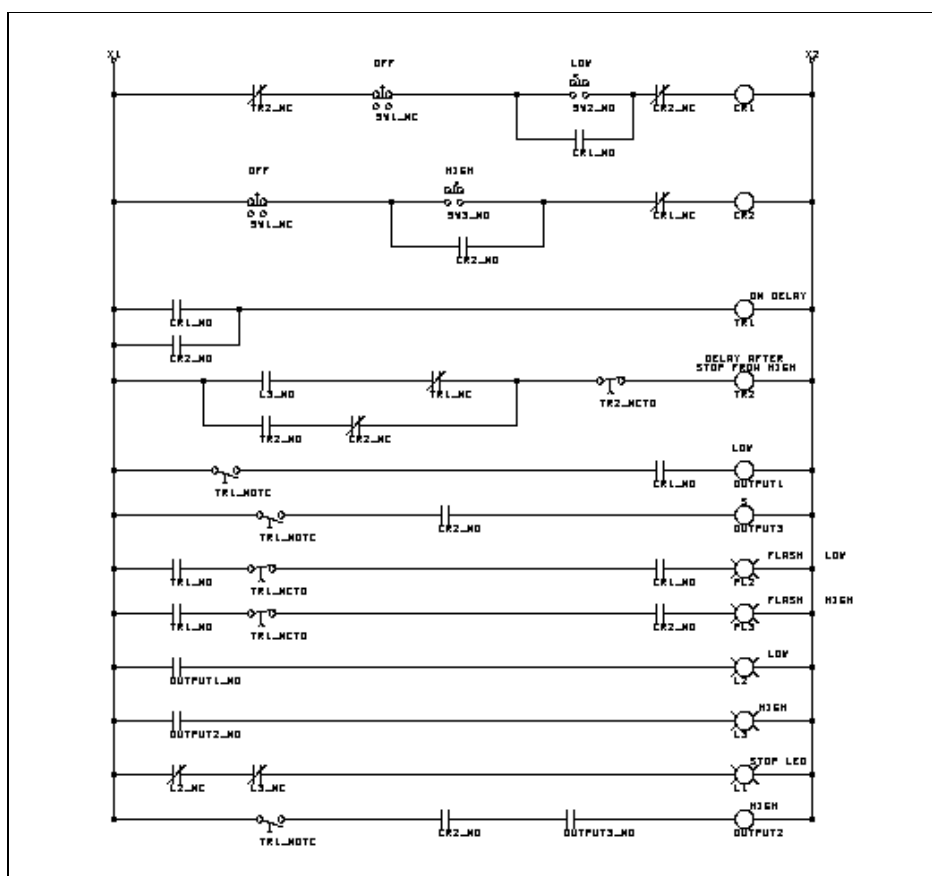 X1 X2
OFF LOW
TR2_NC SW1_NC SW2_NO CR2_NC CR1
CR1_NO
OFF HIGH
SW1_NC SW3_NO CR1_NC CR2
CR2_NO
ON DELAY
CR1_NO TR1
CR2_NO
DELAY AFTER
STOP FROM HIGH
L3_NO TR1_NC TR2_NCTO TR2
TR2_NO CR2_NC
LOW
TR1_NOTC CR1_NO OUTPUT1
S
TR1_NOTC CR2_NO OUTPUT3
FLASH LOW
TR1_NO TR1_NCTO CR1_NO PL2
FLASH HIGH
TR1_NO TR1_NCTO CR2_NO PL3
LOW
OUTPUT1_NO L2
HIGH
OUTPUT2_NO L3
STOP LED
L2_NC L3_NC L1
HIGH
TR1_NOTC CR2_NO OUTPUT3_NO OUTPUT2